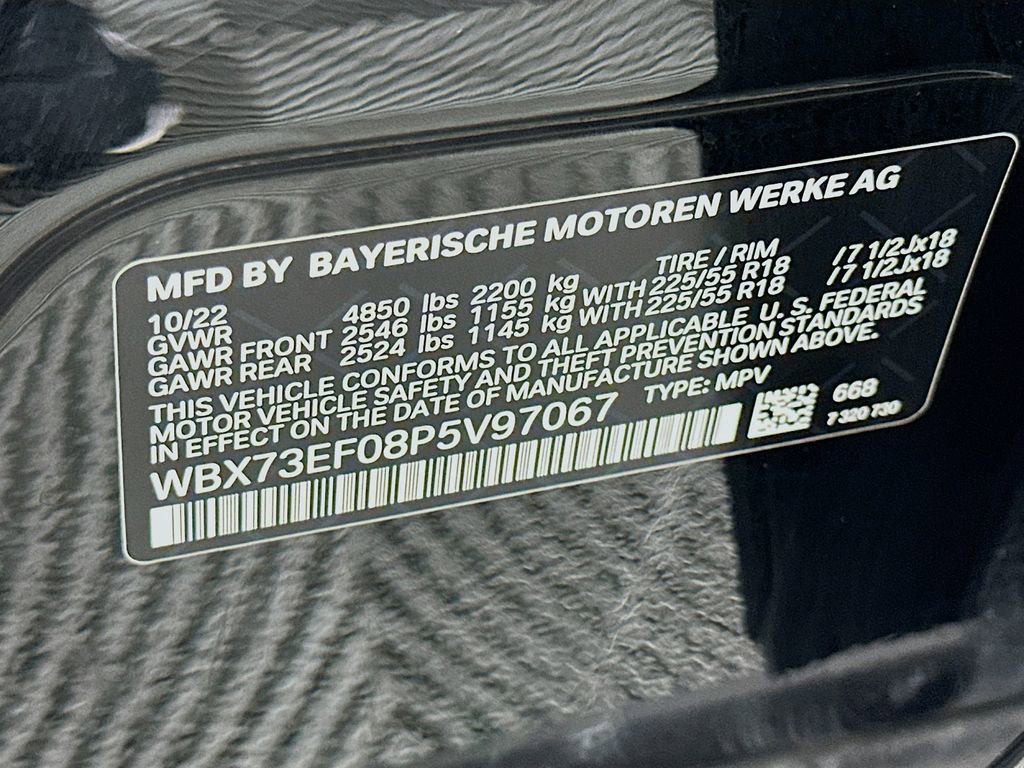 MFD BY BAYERISCHE MOTOREN WERKE AG
10/22 TIRE / RIM
GVWR 4850 lbs 2200 kg
GAWR FRONT 2546 lbs 1155 kg WITH 225/55 R18 /7 1/2Jx18
GAWR REAR 2524 lbs 1145 kg WITH 225/55 R18 /7 1/2Jx18
THIS VEHICLE CONFORMS TO ALL APPLICABLE U. S. FEDERAL
MOTOR VEHICLE SAFETY AND THEFT PREVENTION STANDARDS
IN EFFECT ON THE DATE OF MANUFACTURE SHOWN ABOVE.
WBX73EF08P5V97067 TYPE: MPV
668
7 320 730